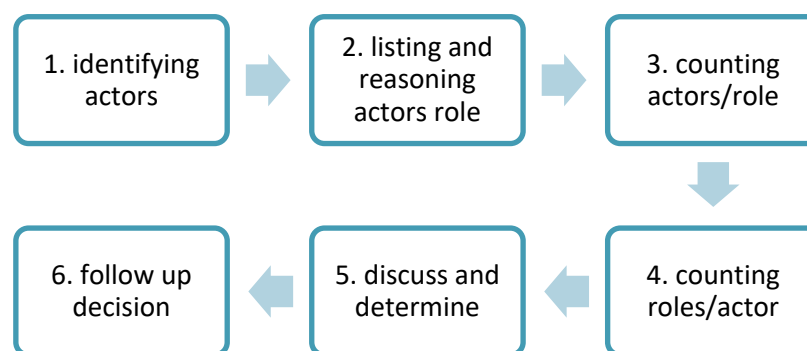 1. identifying
actors
2. listing and
reasoning
actors role
3. counting
actors/role
4. counting
roles/actor
5. discuss and
determine
6. follow up
decision